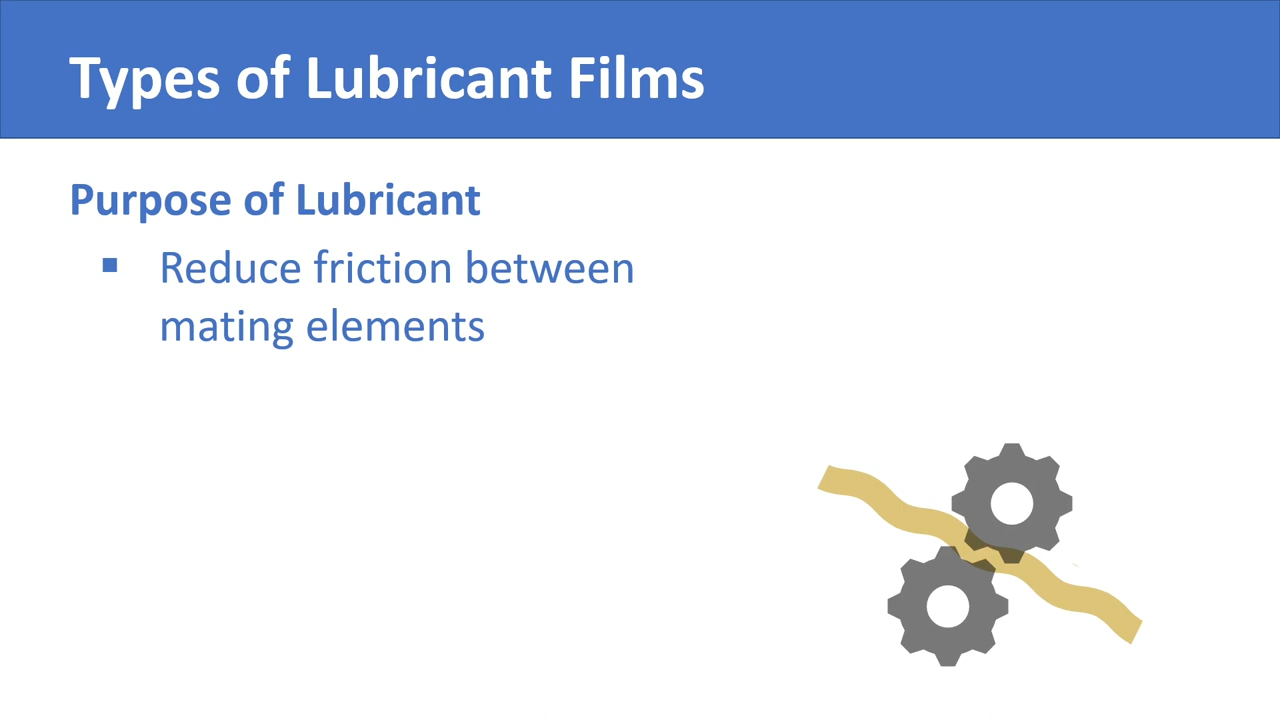 Types of Lubricant Films
Purpose of Lubricant
▪ Reduce friction between
mating elements